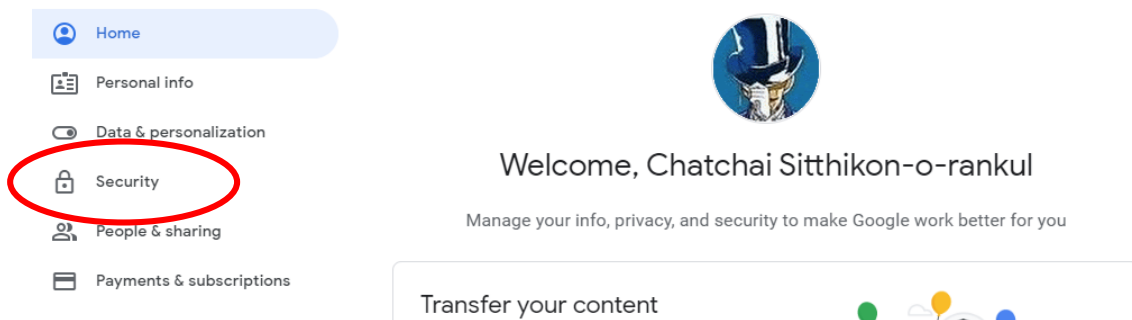 Home
Personal info
Data & personalization
Security
People & sharing
Payments & subscriptions
Welcome, Chatchai Sitthikon-o-rankul
Manage your info, privacy, and security to make Google work better for you
Transfer your content